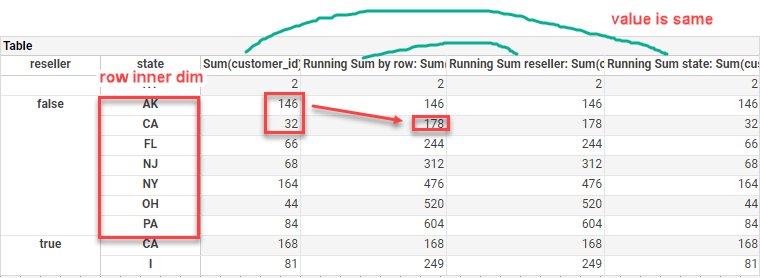 value is same
Table
reseller state Sum(customer_id) Running Sum by row: Sum( Running Sum reseller: Sum(c Running Sum state: Sum(cus
row inner dim
2 2 2 2
false AK 146 146 146 146
CA 32 178 178 32
FL 66 244 244 66
NJ 68 312 312 68
NY 164 476 476 164
OH 44 520 520 44
PA 84 604 604 84
true CA 168 168 168 168
I 81 249 249 81